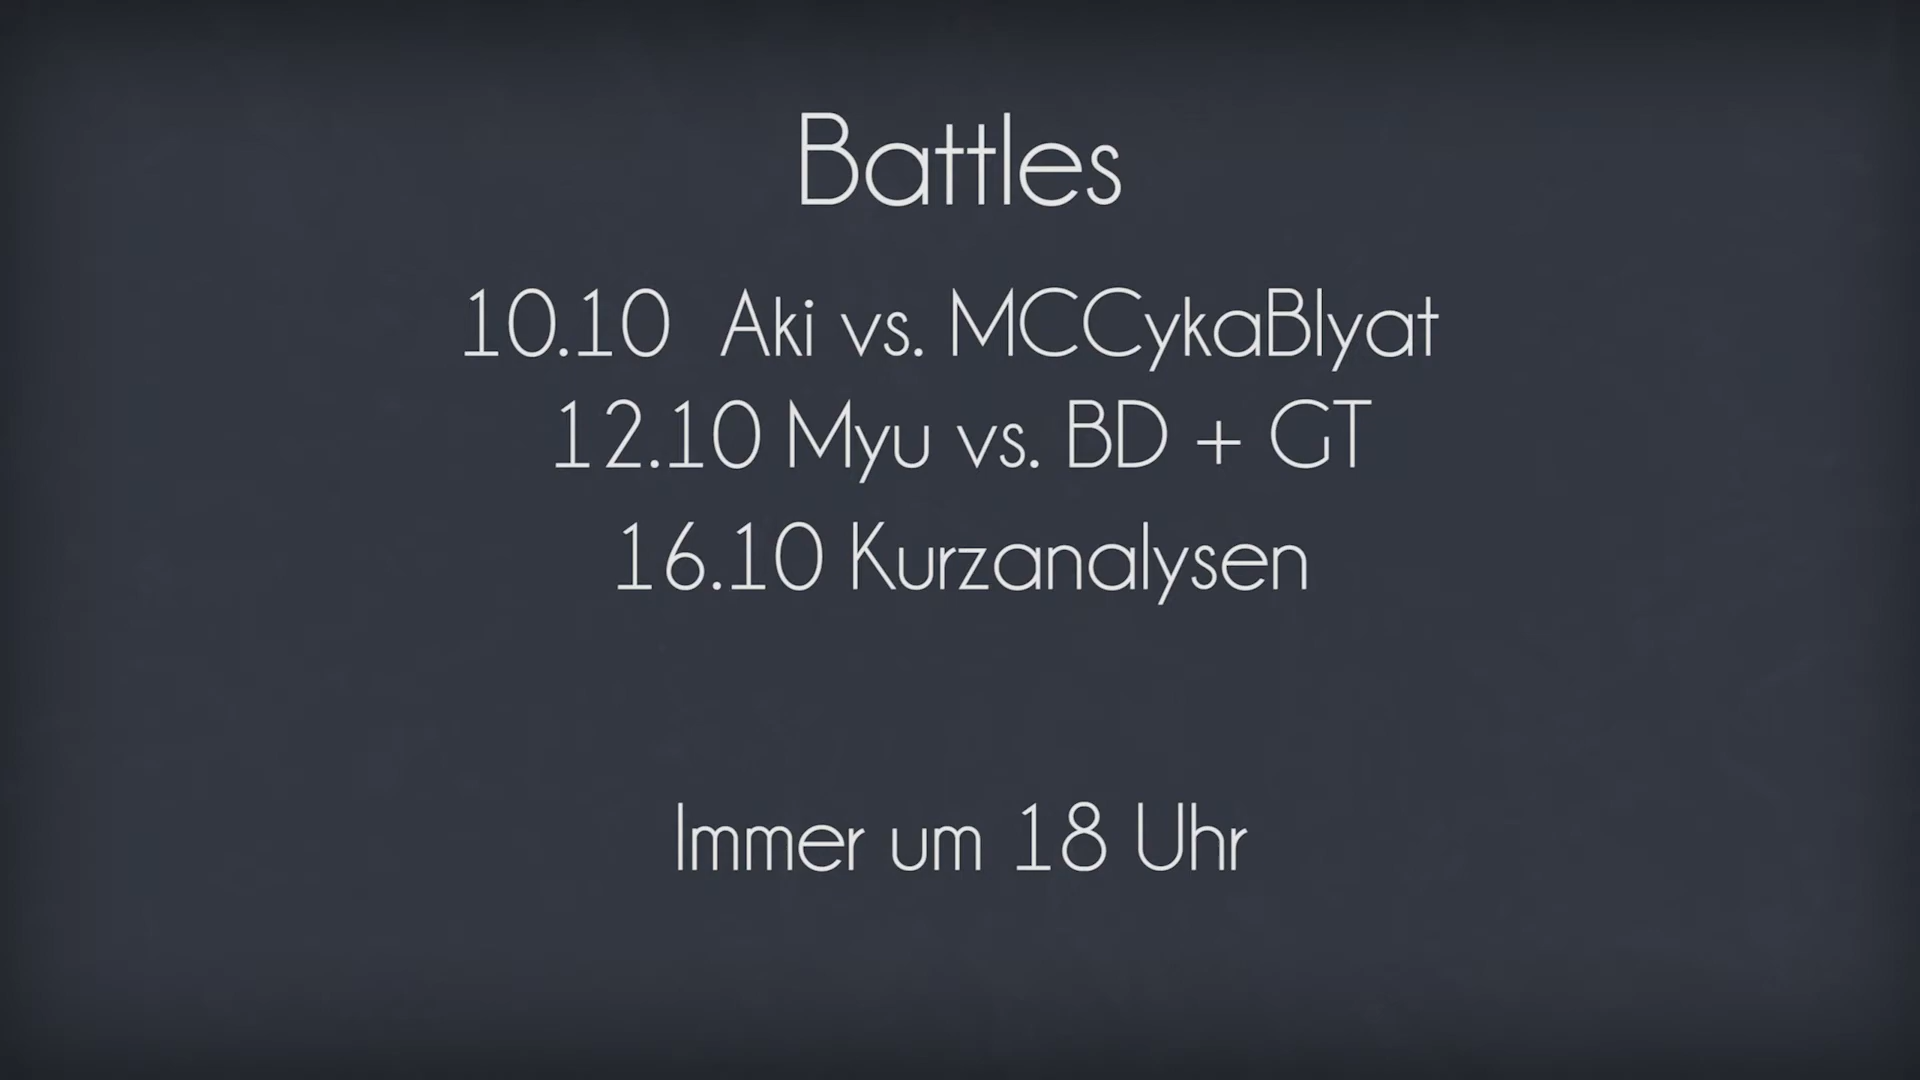 Battles
10.10 Aki vs. MCCykaBlyat
12.10 Myu vs. BD + GT
16.10 Kurzanalysen
Immer um 18 Uhr